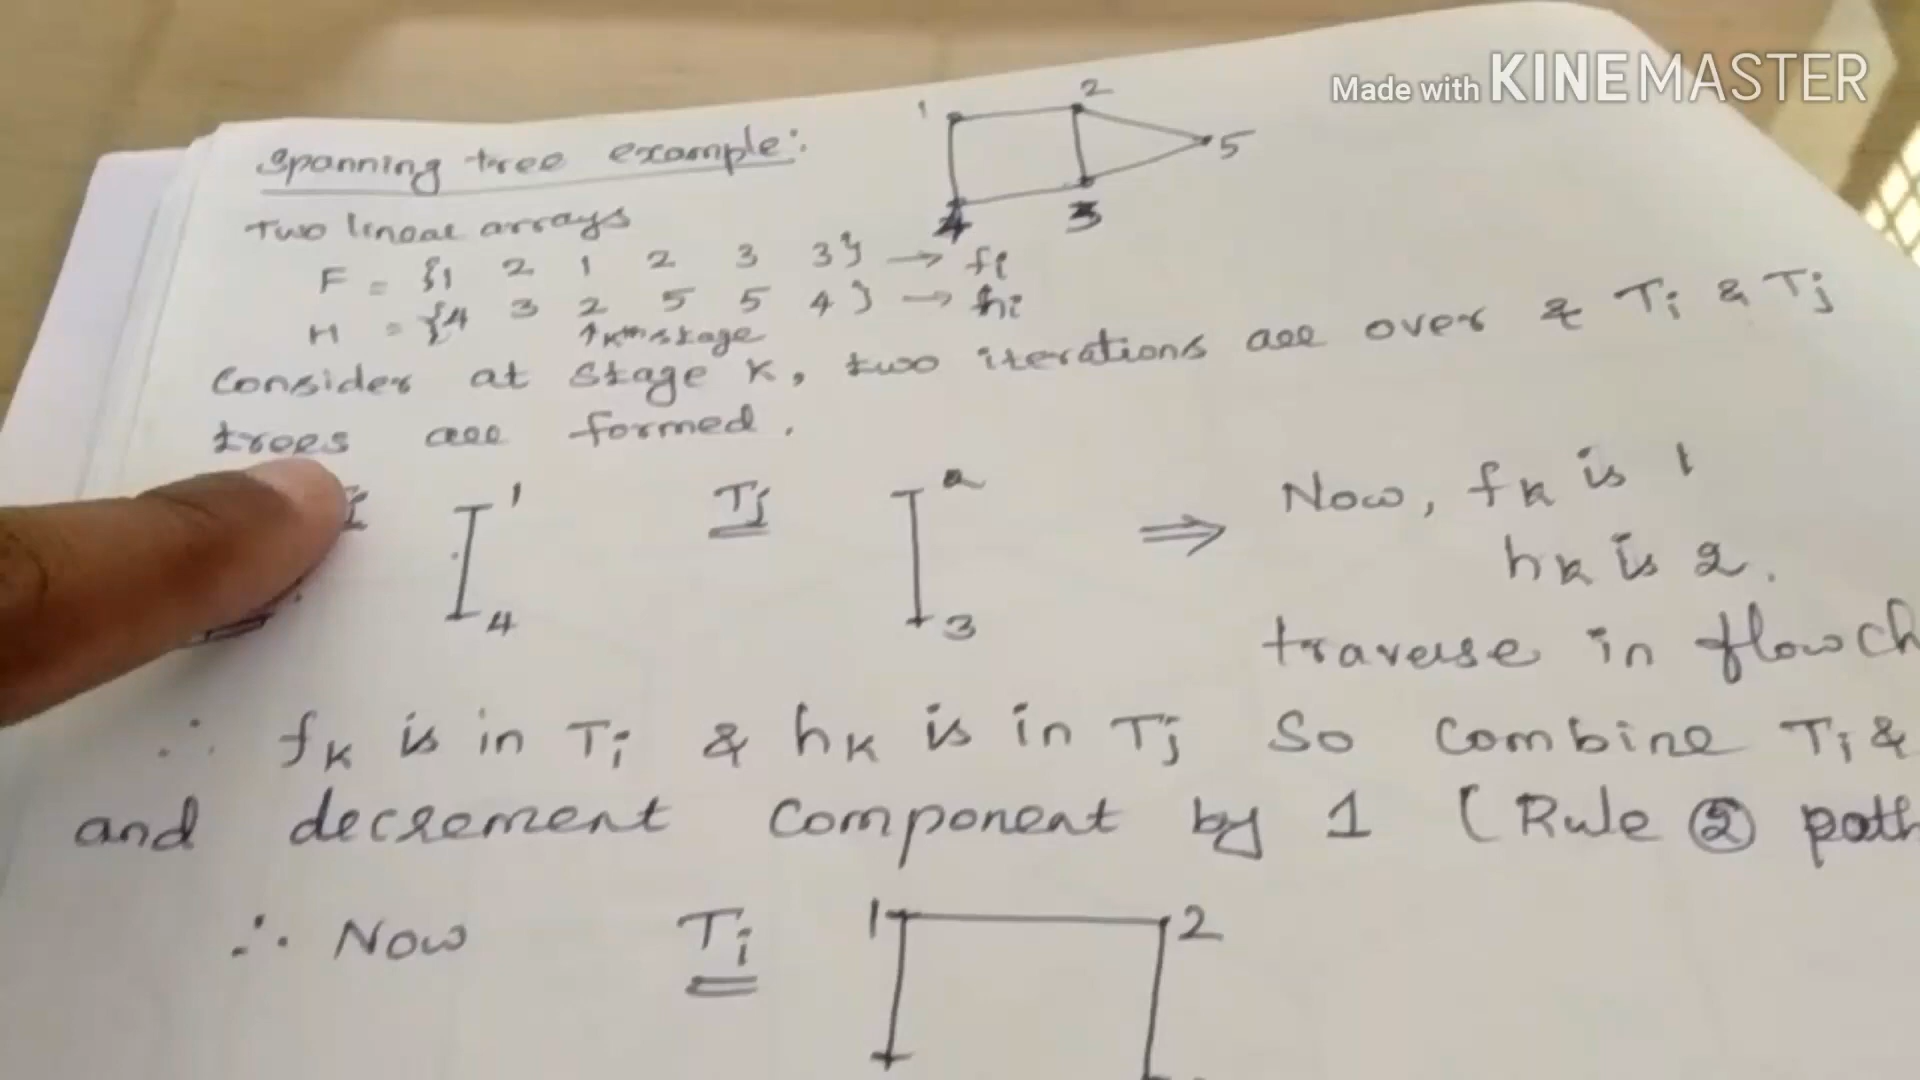 Made with KINEMASTER
1 2
Spanning tree example:
5
4 3
Two linear arrays
F = {1 2 1 2 3 3} → fi
H = {4 3 2 5 5 4} → hi
↑kth stage
Consider at stage K, two iterations are over & Ti & Tj
trees are formed.
1 Tj 2 ⇒ Now, fk is 1
4 3 hk is 2.
traverse in flow ch
∴ fk is in Ti & hk is in Tj So combine Ti &
and decrement component by 1 (Rule ② path
∴ Now Ti 1 2